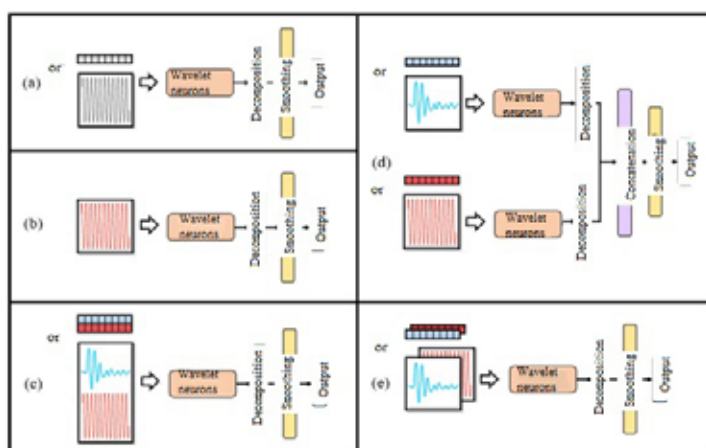 or
(a)
Wavelet
neurons
Decomposition
Smoothing
Output
(b)
Wavelet
neurons
Decomposition
Smoothing
Output
or
(c)
Wavelet
neurons
Decomposition
Smoothing
Output
or
Wavelet
neurons
Decomposition
(d)
or
Wavelet
neurons
Decomposition
Concatenation
Smoothing
Output
or
(e)
Wavelet
neurons
Decomposition
Smoothing
Output